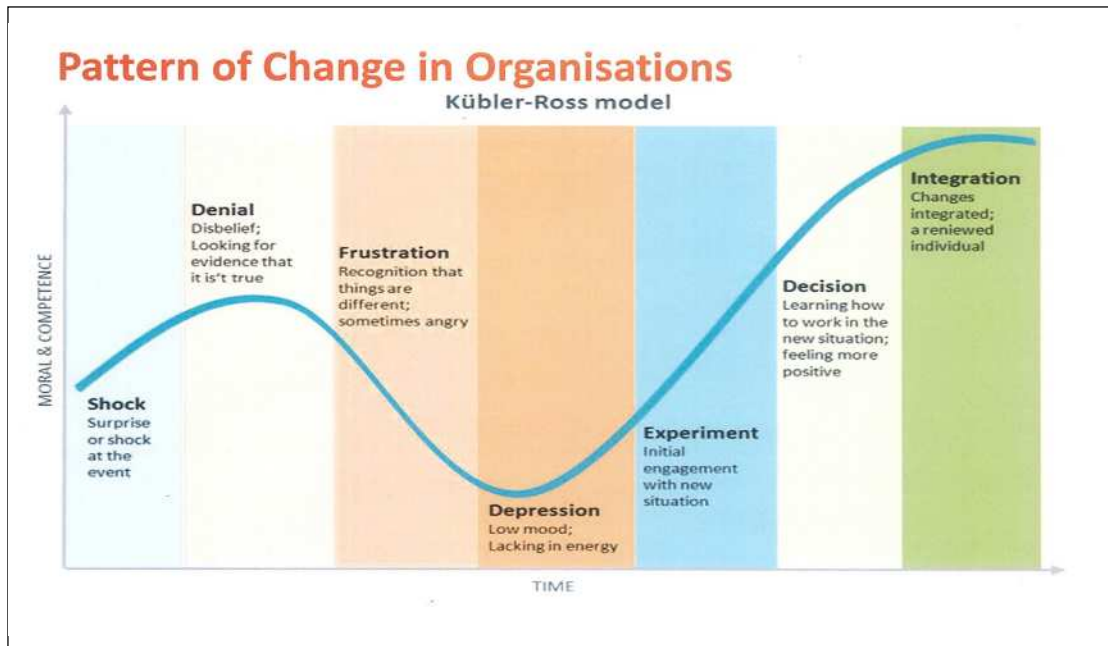 Pattern of Change in Organisations
Kübler-Ross model
MORAL & COMPETENCE
Shock
Surprise
or shock
at the
event
Denial
Disbelief;
Looking for
evidence that
it is't true
Frustration
Recognition that
things are
different;
sometimes angry
Depression
Low mood;
Lacking in energy
Experiment
Initial
engagement
with new
situation
Decision
Learning how
to work in the
new situation;
feeling more
positive
Integration
Changes
integrated;
a reniewed
individual
TIME